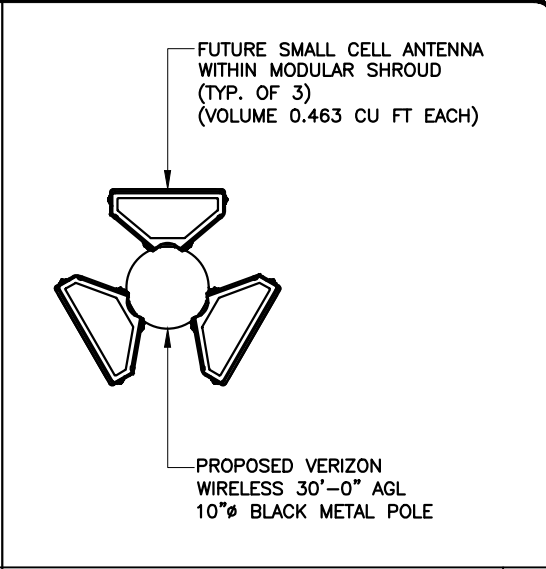 FUTURE SMALL CELL ANTENNA
WITHIN MODULAR SHROUD
(TYP. OF 3)
(VOLUME 0.463 CU FT EACH)
PROPOSED VERIZON
WIRELESS 30'-0" AGL
10"ø BLACK METAL POLE